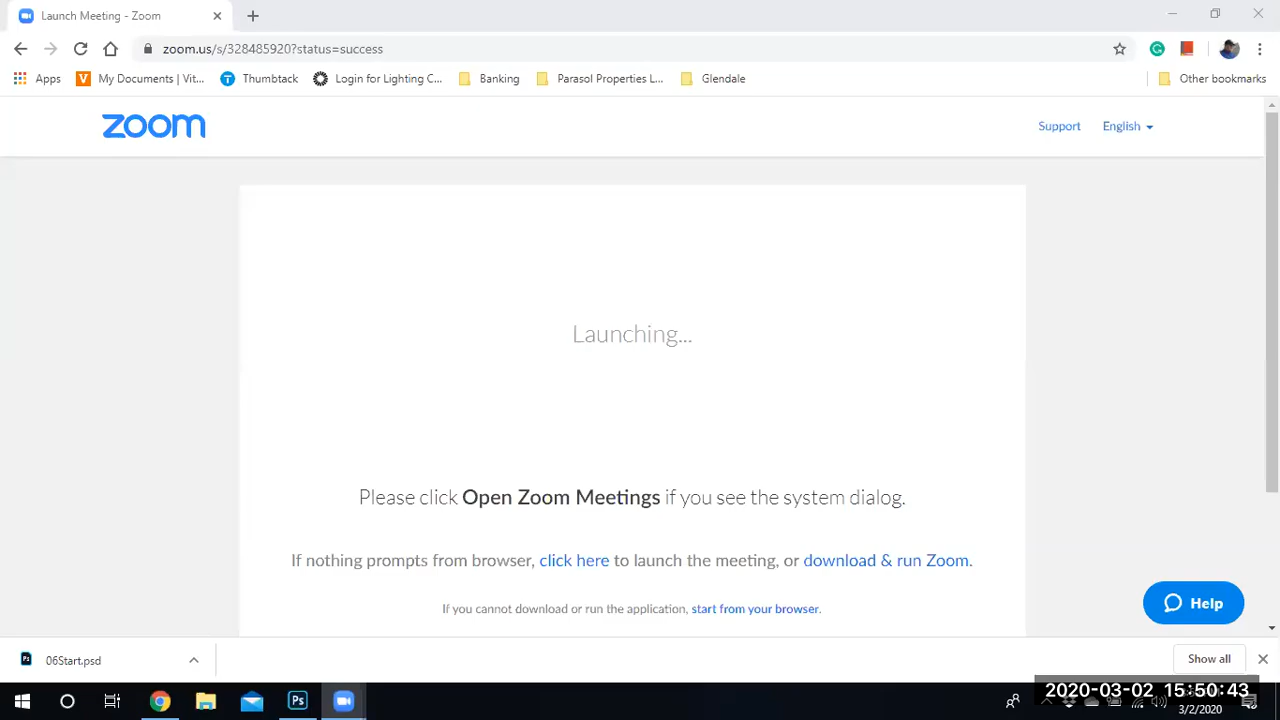 Launch Meeting - Zoom
zoom.us/s/328485920?status=success
Apps
My Documents | Vit...
Thumbtack
Login for Lighting C...
Banking
Parasol Properties L...
Glendale
Other bookmarks
zoom
Support
English
Launching...
Please click Open Zoom Meetings if you see the system dialog.
If nothing prompts from browser, click here to launch the meeting, or download & run Zoom.
If you cannot download or run the application, start from your browser.
Help
06Start.psd
Show all
Ps
2020-03-02 15:50:43
3/2/2020